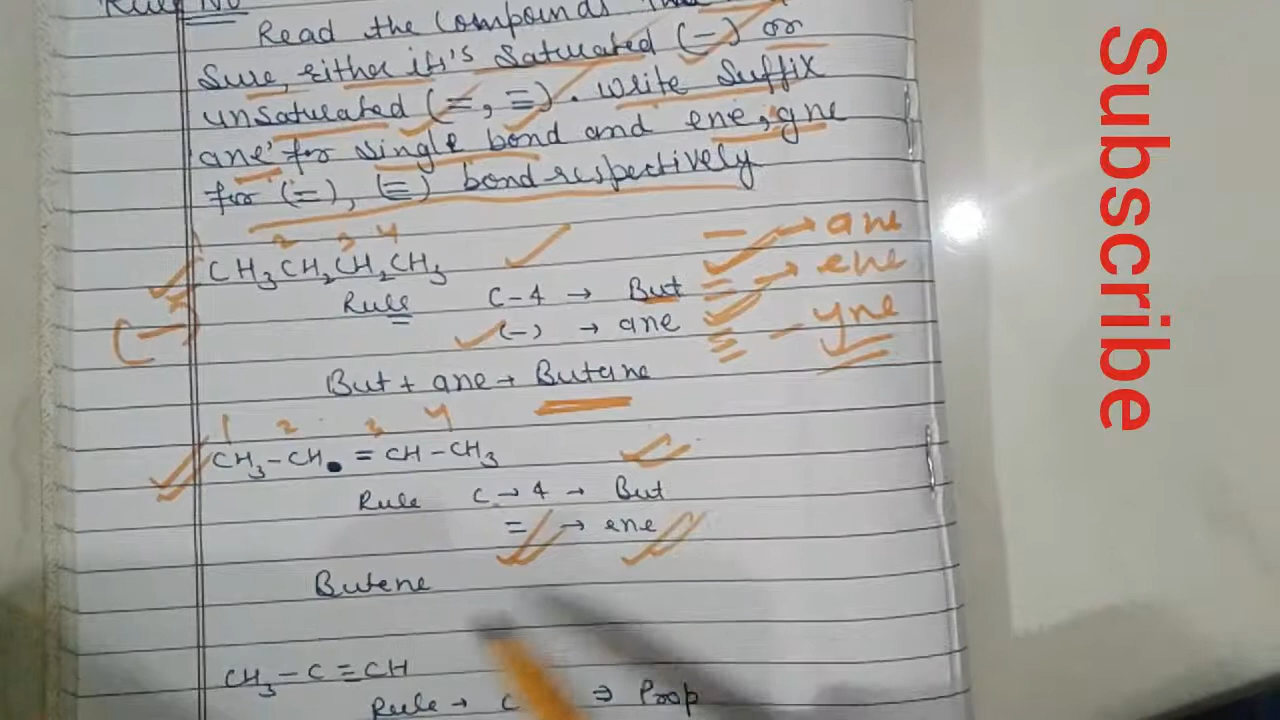 Rule No
Read the Compounds
Sure, either it's Saturated (-) or
unsaturated (=, ≡). write Suffix
ane' for single bond and ene, yne
for (=), (≡) bond respectively
2 3 4
CH3CH2CH2CH3
- → ane
= → ene
≡ - yne
Rule C-4 → But
(-) → ane
But + ane → Butane
1 2 3 4
CH3-CH = CH-CH3
Rule C → 4 → But
= → ene
Butene
CH3-C≡CH
Rule → C ⇒ Prop
Subscribe